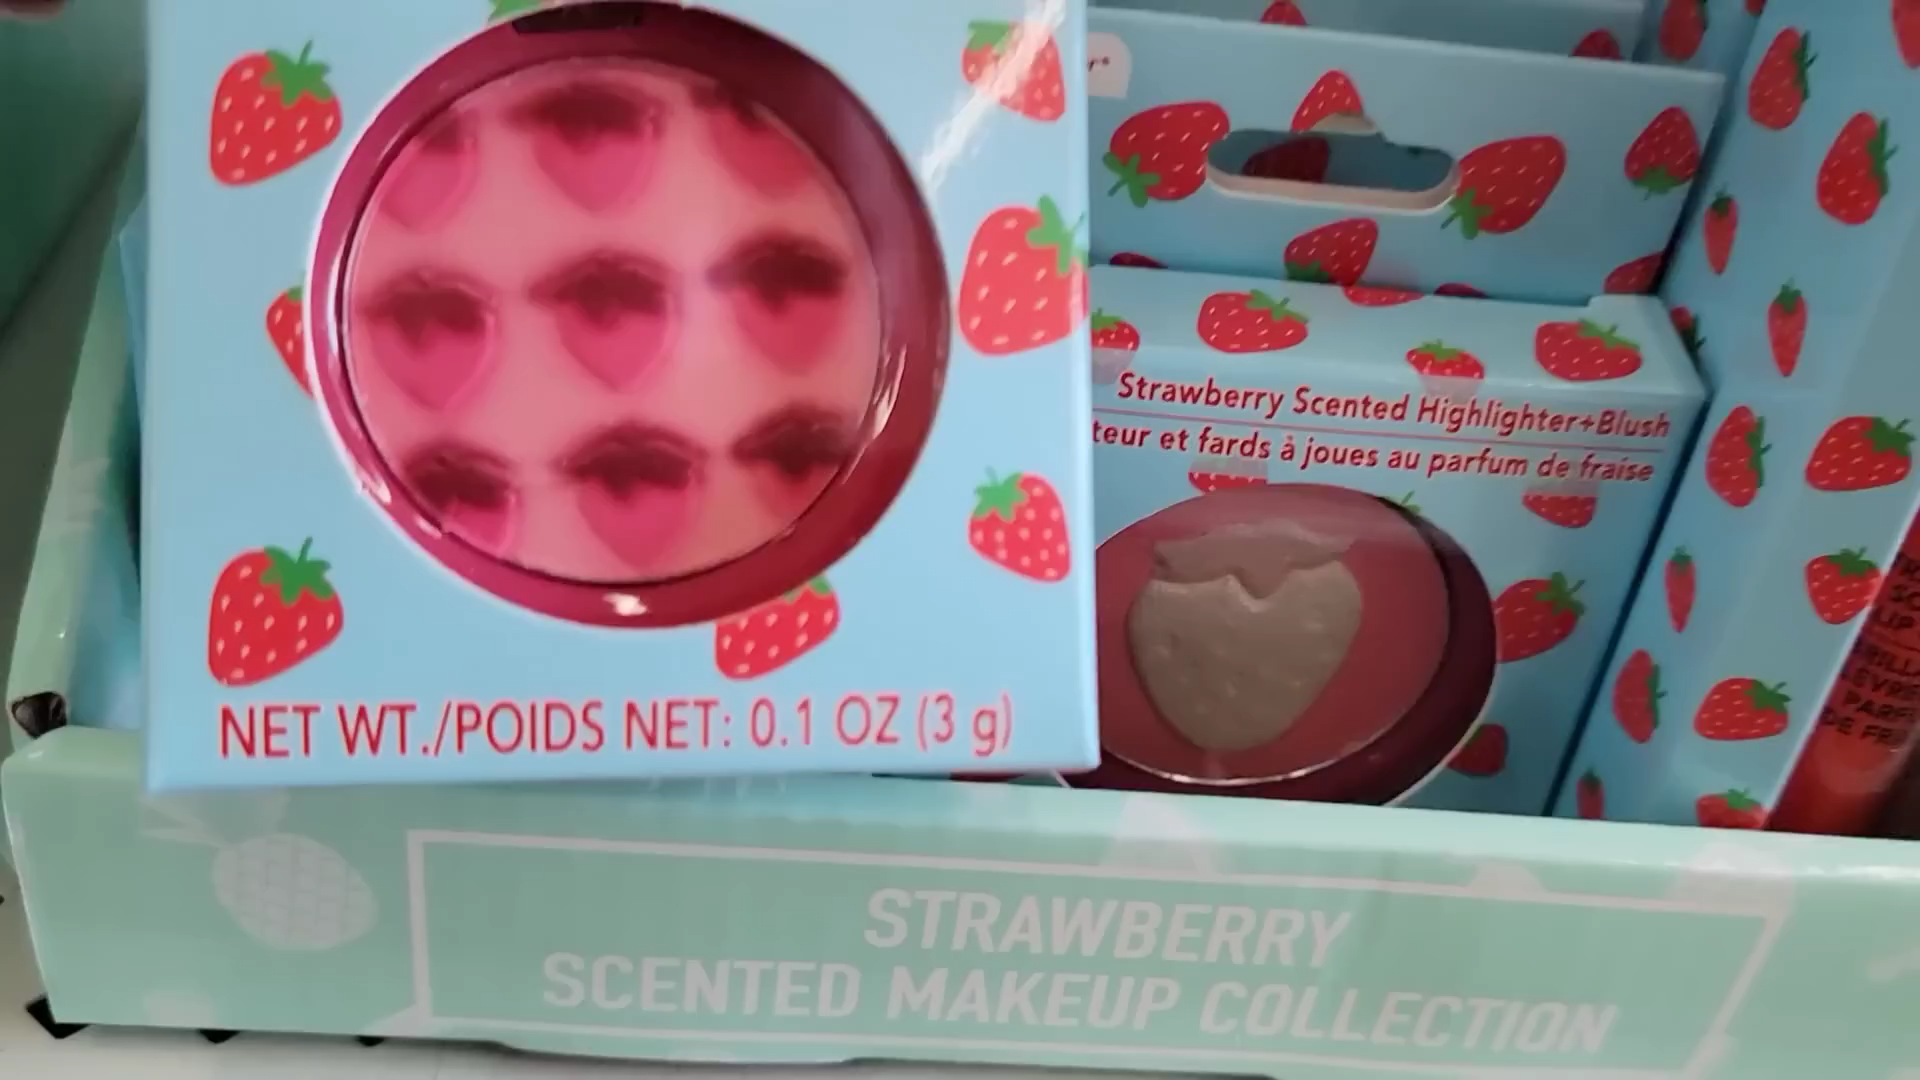 Strawberry Scented Highlighter+Blush
teur et fards à joues au parfum de fraise
NET WT./POIDS NET: 0.1 OZ (3 g)
STRAWBERRY
SCENTED MAKEUP COLLECTION